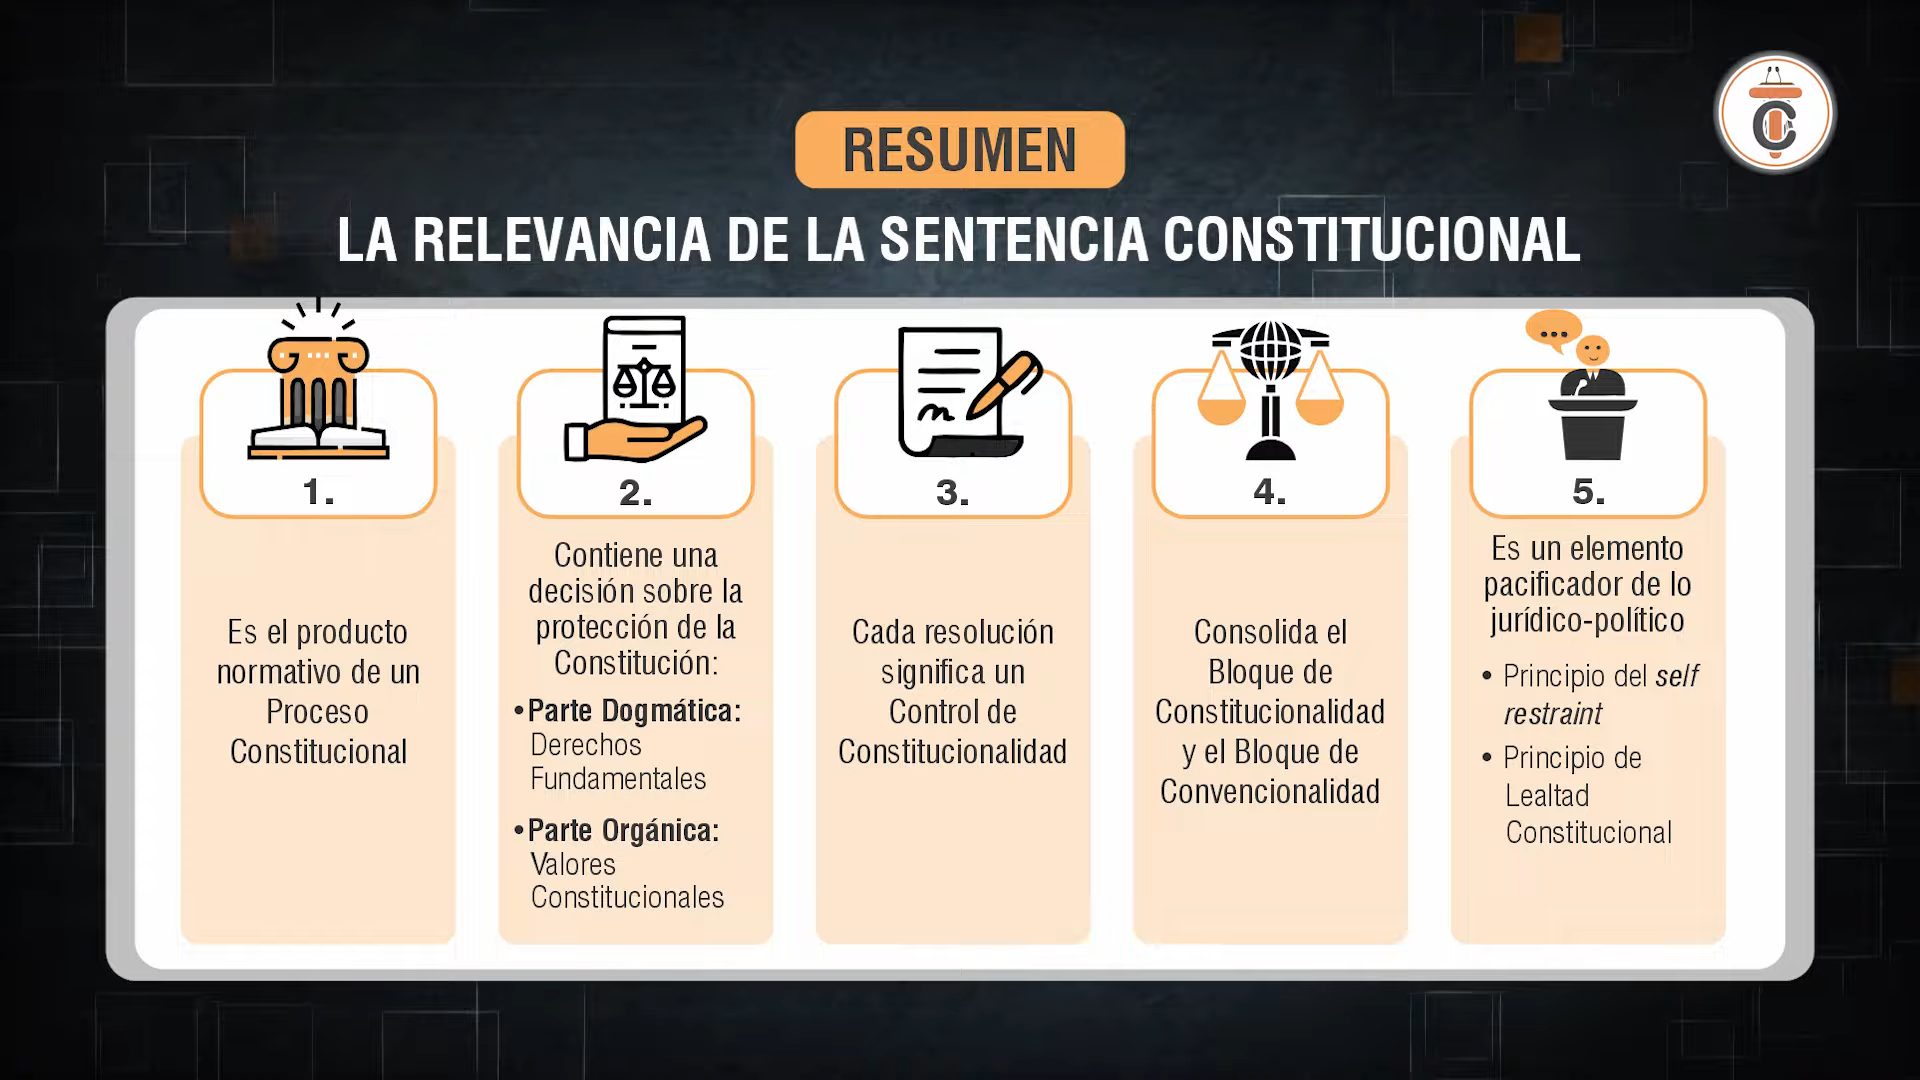 RESUMEN
LA RELEVANCIA DE LA SENTENCIA CONSTITUCIONAL
1.
Es el producto
normativo de un
Proceso
Constitucional
2.
Contiene una
decisión sobre la
protección de la
Constitución:
•Parte Dogmática:
Derechos
Fundamentales
•Parte Orgánica:
Valores
Constitucionales
3.
Cada resolución
significa un
Control de
Constitucionalidad
4.
Consolida el
Bloque de
Constitucionalidad
y el Bloque de
Convencionalidad
5.
Es un elemento
pacificador de lo
jurídico-político
• Principio del self
restraint
• Principio de
Lealtad
Constitucional